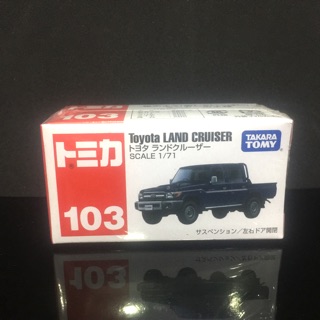 トミカ
103
Toyota LAND CRUISER
トヨタ ランドクルーザー
SCALE 1/71
TAKARA
TOMY
サスペンション/左右ドア開閉
103